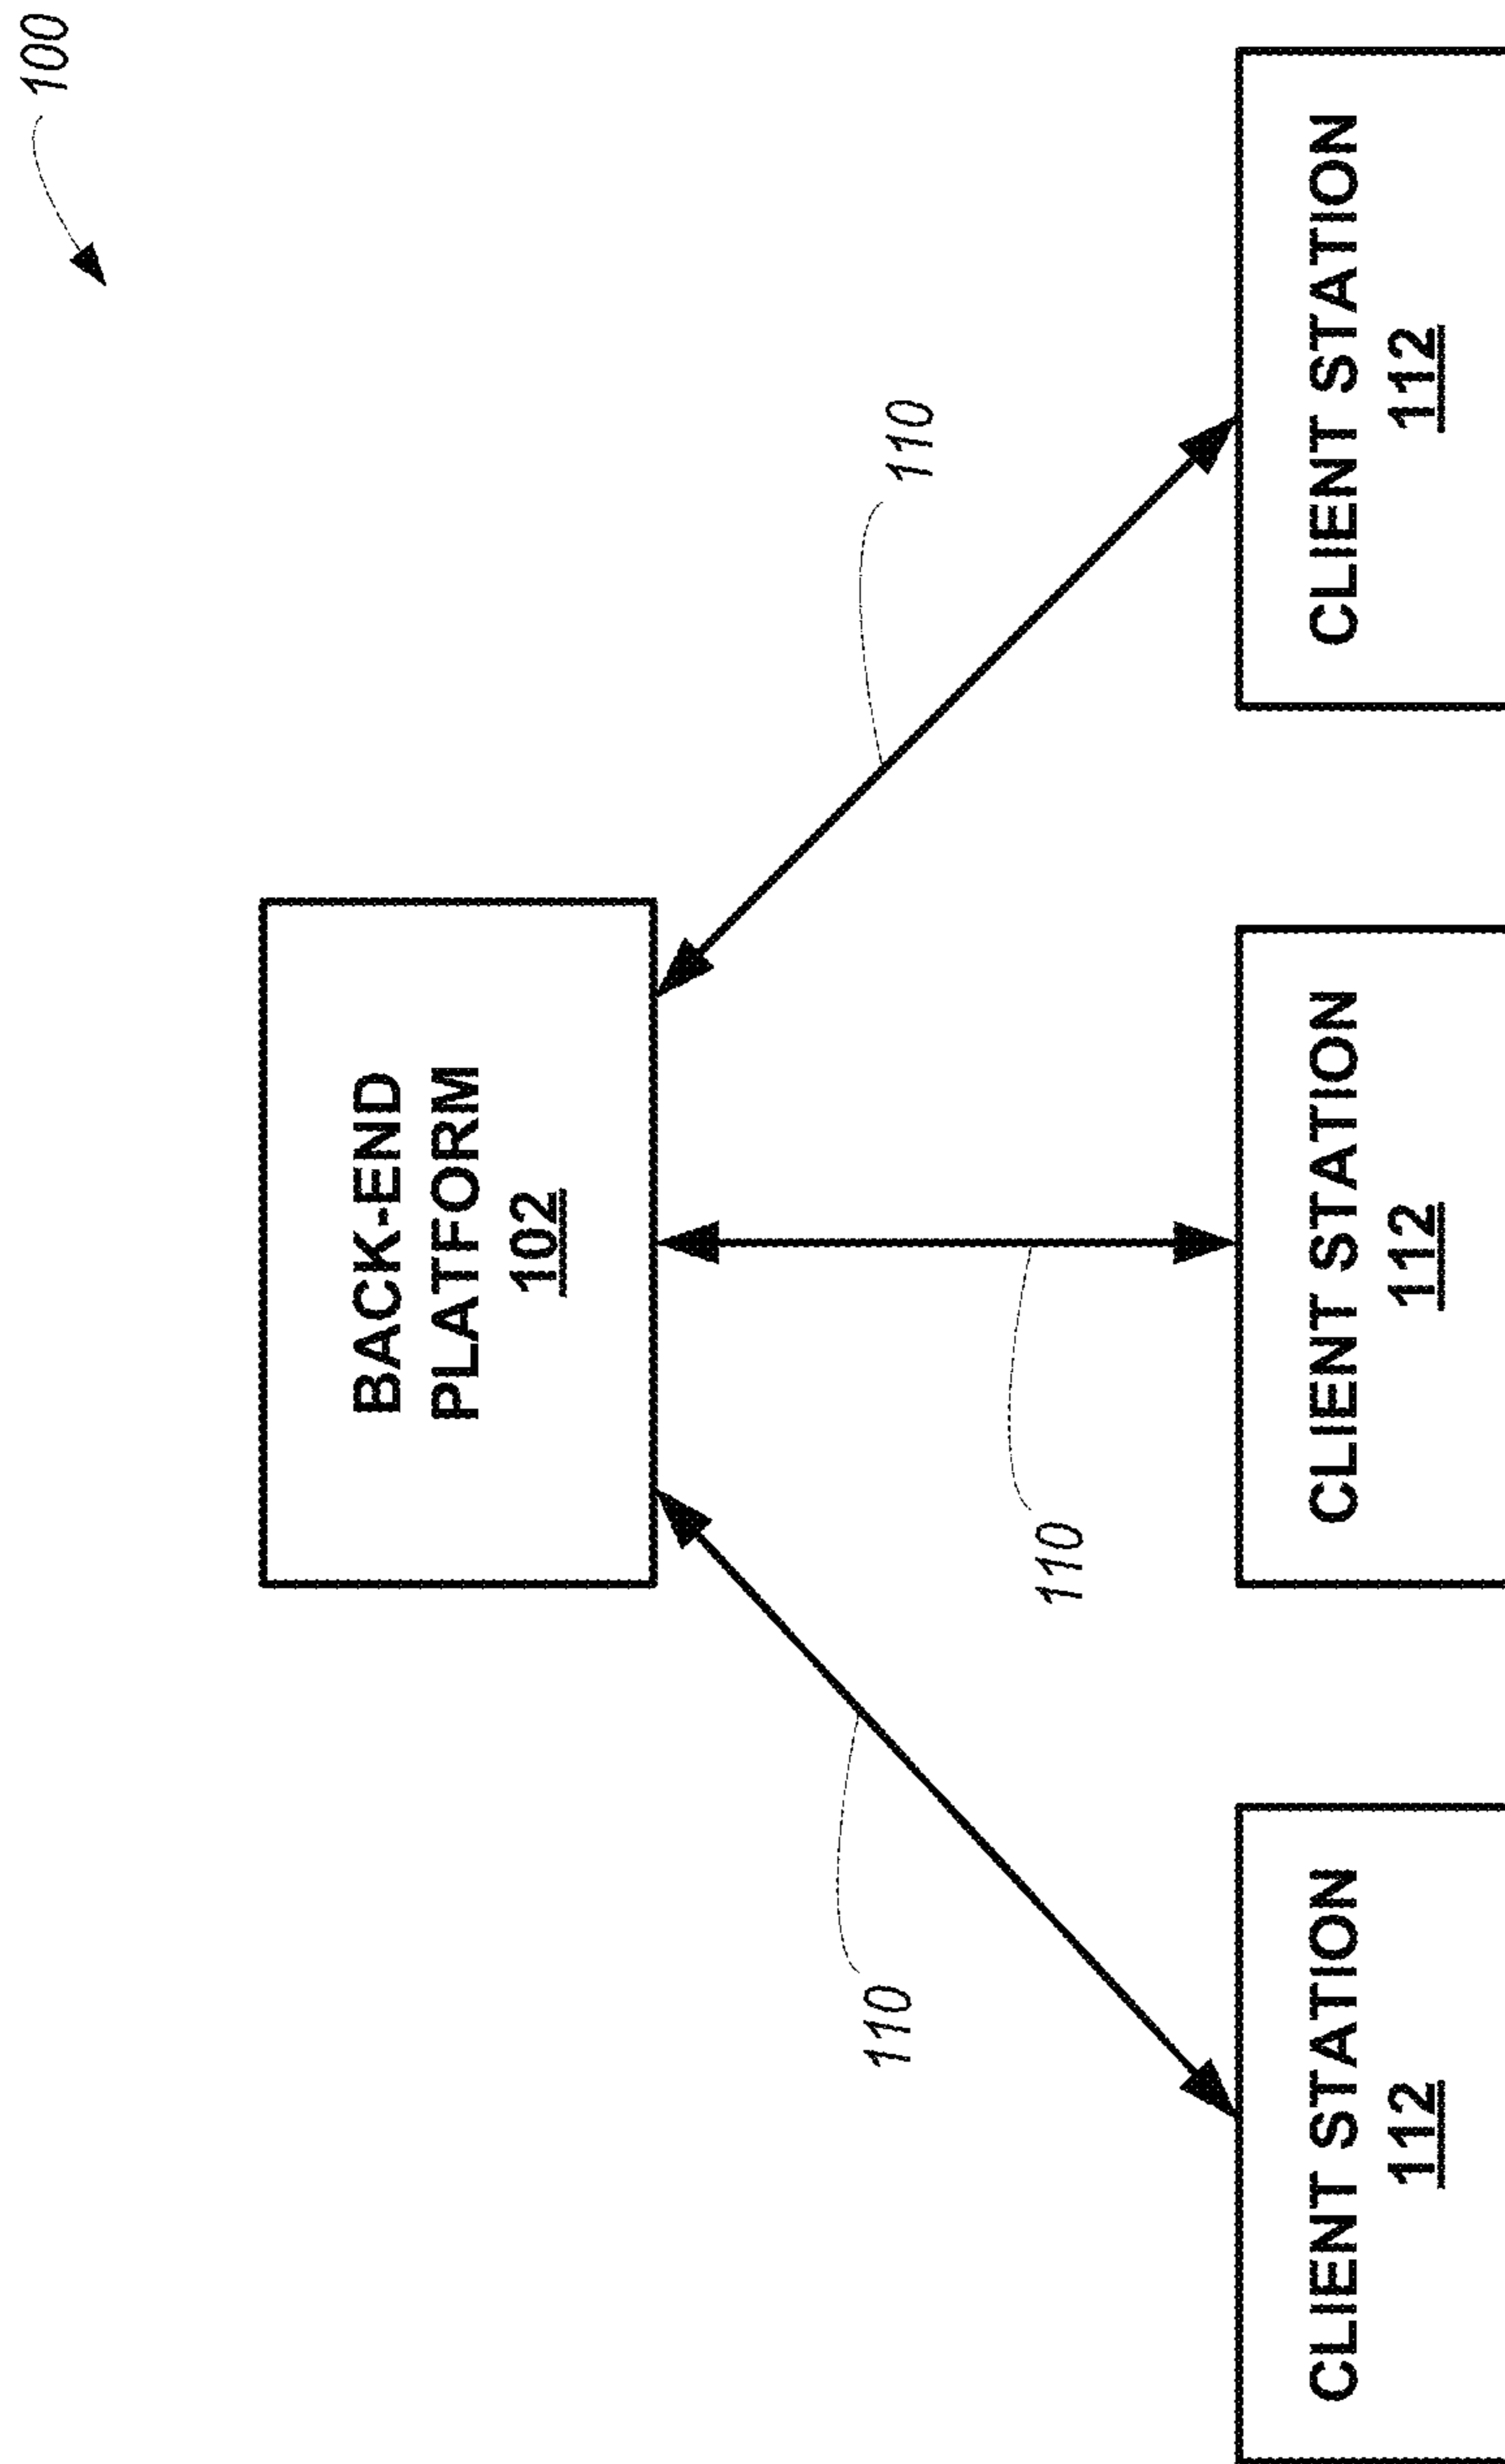 100
BACK-END
PLATFORM
102
110
110
110
CLIENT STATION
112
CLIENT STATION
112
CLIENT STATION
112